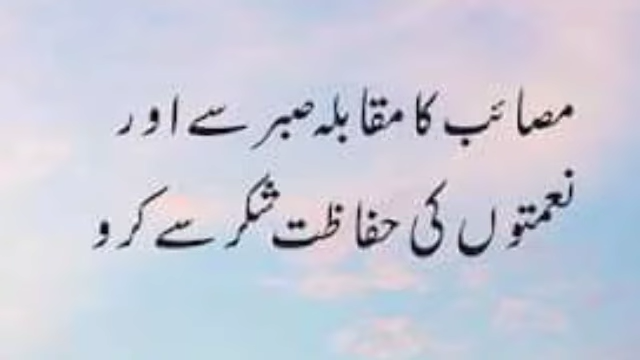 مصائب کا مقابلہ صبر سے اور
نعمتوں کی حفاظت شکر سے کرو